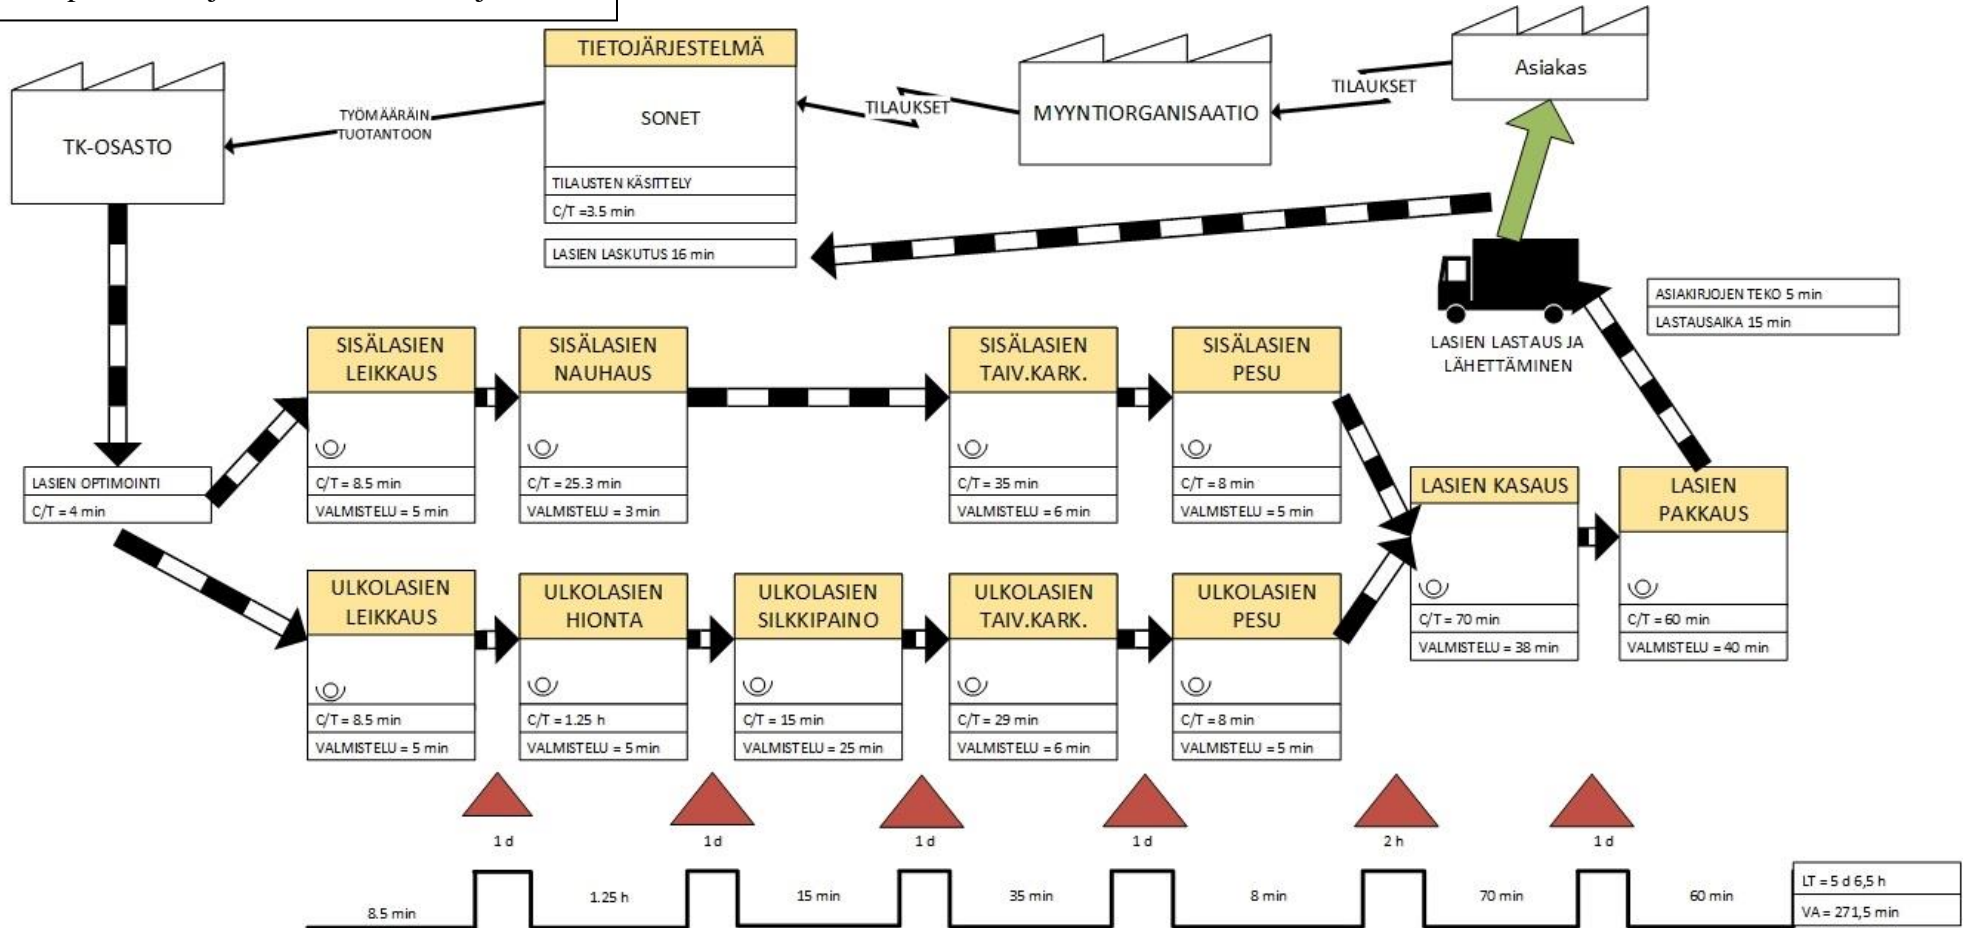 TIETOJÄRJESTELMÄ
SONET
TILAUSTEN KÄSITTELY
C/T =3.5 min
LASIEN LASKUTUS 16 min
TK-OSASTO
TYÖMÄÄRÄIN
TUOTANTOON
TILAUKSET
MYYNTIORGANISAATIO
TILAUKSET
Asiakas
ASIAKIRJOJEN TEKO 5 min
LASTAUSAIKA 15 min
LASIEN LASTAUS JA
LÄHETTÄMINEN
LASIEN OPTIMOINTI
C/T = 4 min
SISÄLASIEN
LEIKKAUS
C/T = 8.5 min
VALMISTELU = 5 min
SISÄLASIEN
NAUHAUS
C/T = 25.3 min
VALMISTELU = 3 min
SISÄLASIEN
TAIV.KARK.
C/T = 35 min
VALMISTELU = 6 min
SISÄLASIEN
PESU
C/T = 8 min
VALMISTELU = 5 min
LASIEN KASAUS
C/T = 70 min
VALMISTELU = 38 min
LASIEN
PAKKAUS
C/T = 60 min
VALMISTELU = 40 min
ULKOLASIEN
LEIKKAUS
C/T = 8.5 min
VALMISTELU = 5 min
ULKOLASIEN
HIONTA
C/T = 1.25 h
VALMISTELU = 5 min
ULKOLASIEN
SILKKIPAINO
C/T = 15 min
VALMISTELU = 25 min
ULKOLASIEN
TAIV.KARK.
C/T = 29 min
VALMISTELU = 6 min
ULKOLASIEN
PESU
C/T = 8 min
VALMISTELU = 5 min
1 d
1 d
1 d
1 d
2 h
1 d
8.5 min
1.25 h
15 min
35 min
8 min
70 min
60 min
LT = 5 d 6,5 h
VA = 271,5 min